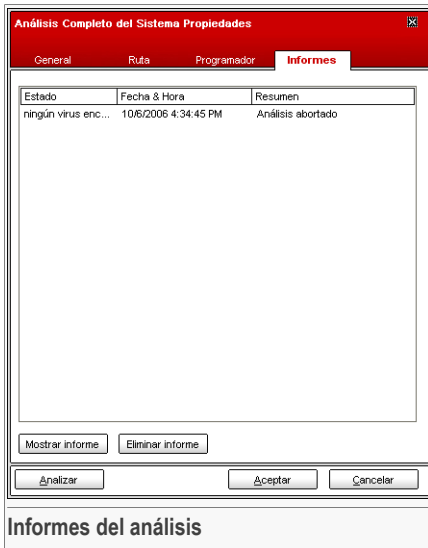 Análisis Completo del Sistema Propiedades
General Ruta Programador Informes
Estado Fecha & Hora Resumen
ningún virus enc... 10/6/2006 4:34:45 PM Análisis abortado
Mostrar informe Eliminar informe
Analizar Aceptar Cancelar
Informes del análisis